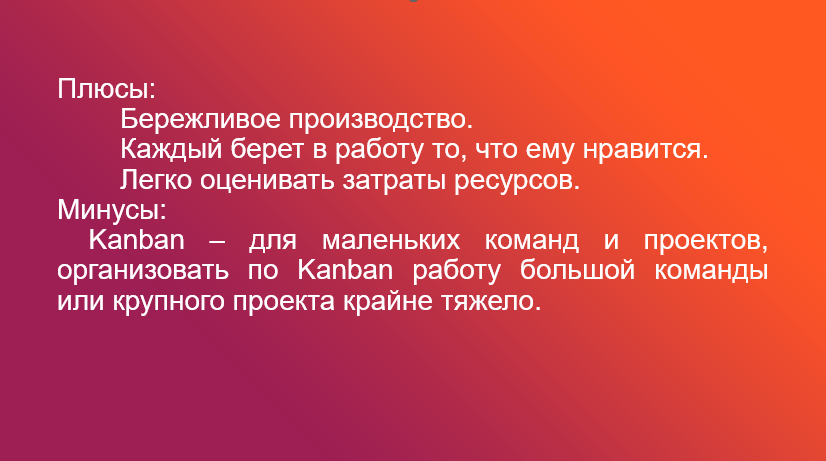 Плюсы:
Бережливое производство.
Каждый берет в работу то, что ему нравится.
Легко оценивать затраты ресурсов.
Минусы:
Kanban – для маленьких команд и проектов,
организовать по Kanban работу большой команды
или крупного проекта крайне тяжело.